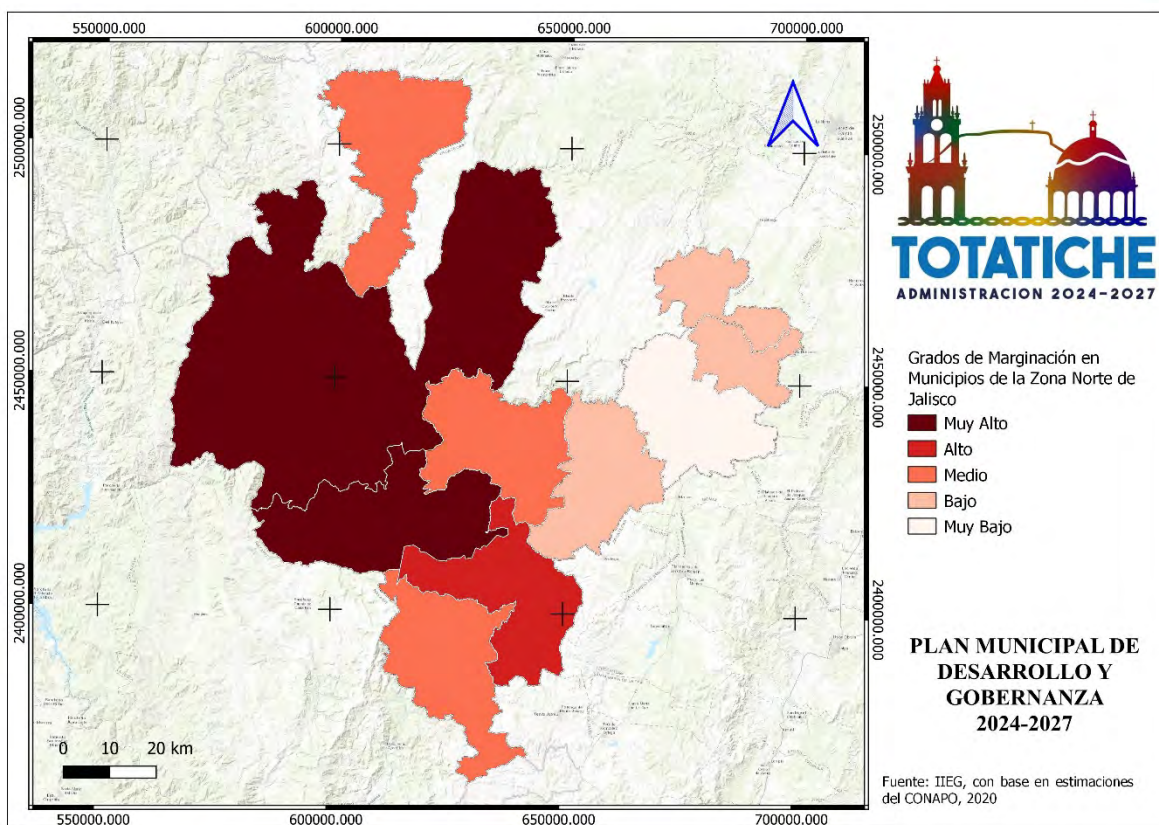 550000.000 600000.000 650000.000 700000.000
2500000.000
2450000.000
2400000.000
2500000.000
2450000.000
2400000.000
0 10 20 km
550000.000 600000.000 650000.000 700000.000
TOTATICHE
ADMINISTRACION 2024-2027
Grados de Marginación en
Municipios de la Zona Norte de
Jalisco
Muy Alto
Alto
Medio
Bajo
Muy Bajo
PLAN MUNICIPAL DE
DESARROLLO Y
GOBERNANZA
2024-2027
Fuente: IIEG, con base en estimaciones
del CONAPO, 2020